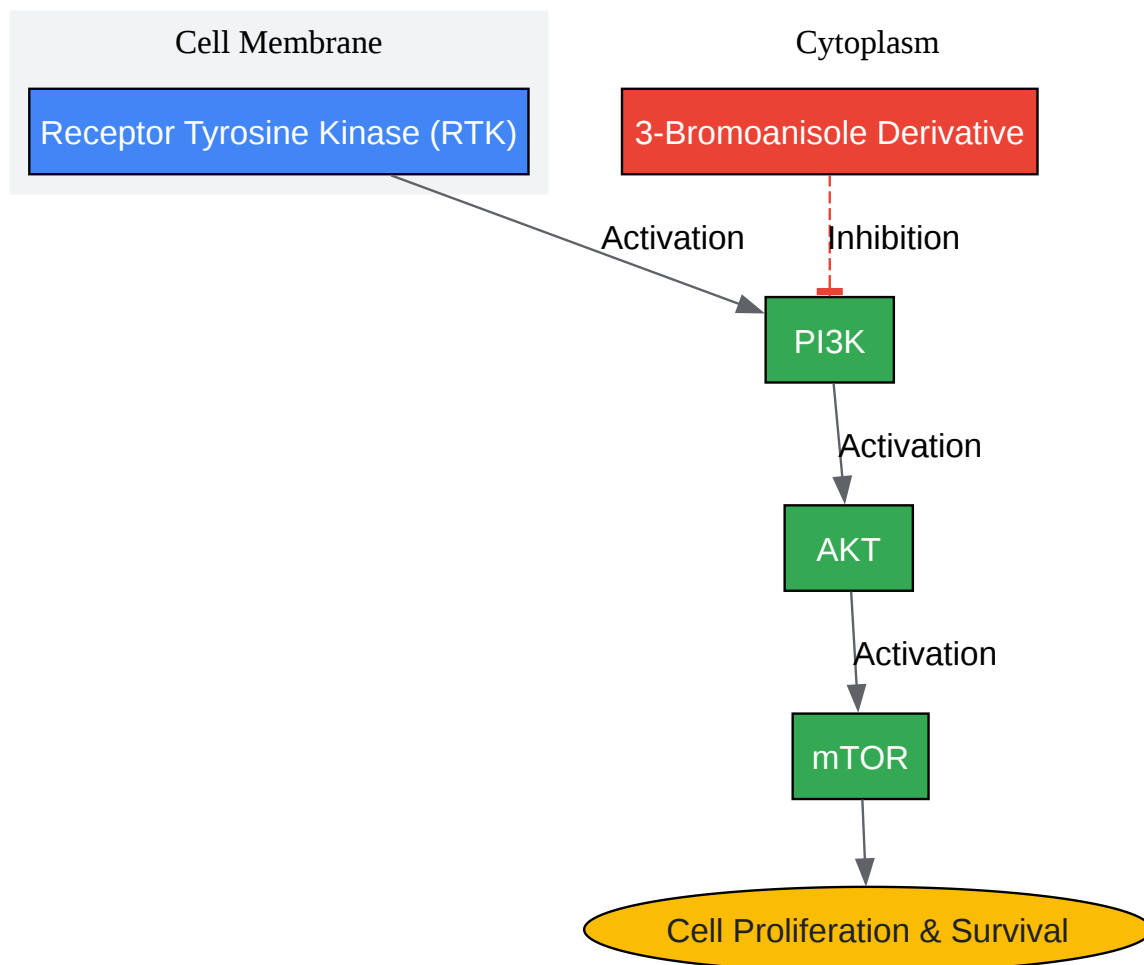 Cell Membrane
Cytoplasm
Receptor Tyrosine Kinase (RTK)
3-Bromoanisole Derivative
Activation
Inhibition
PI3K
Activation
AKT
Activation
mTOR
Cell Proliferation & Survival